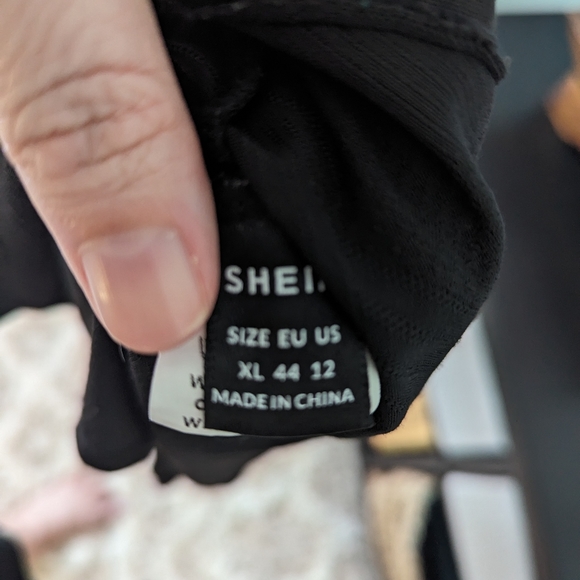 SHEI
SIZE EU US
XL 44 12
MADE IN CHINA